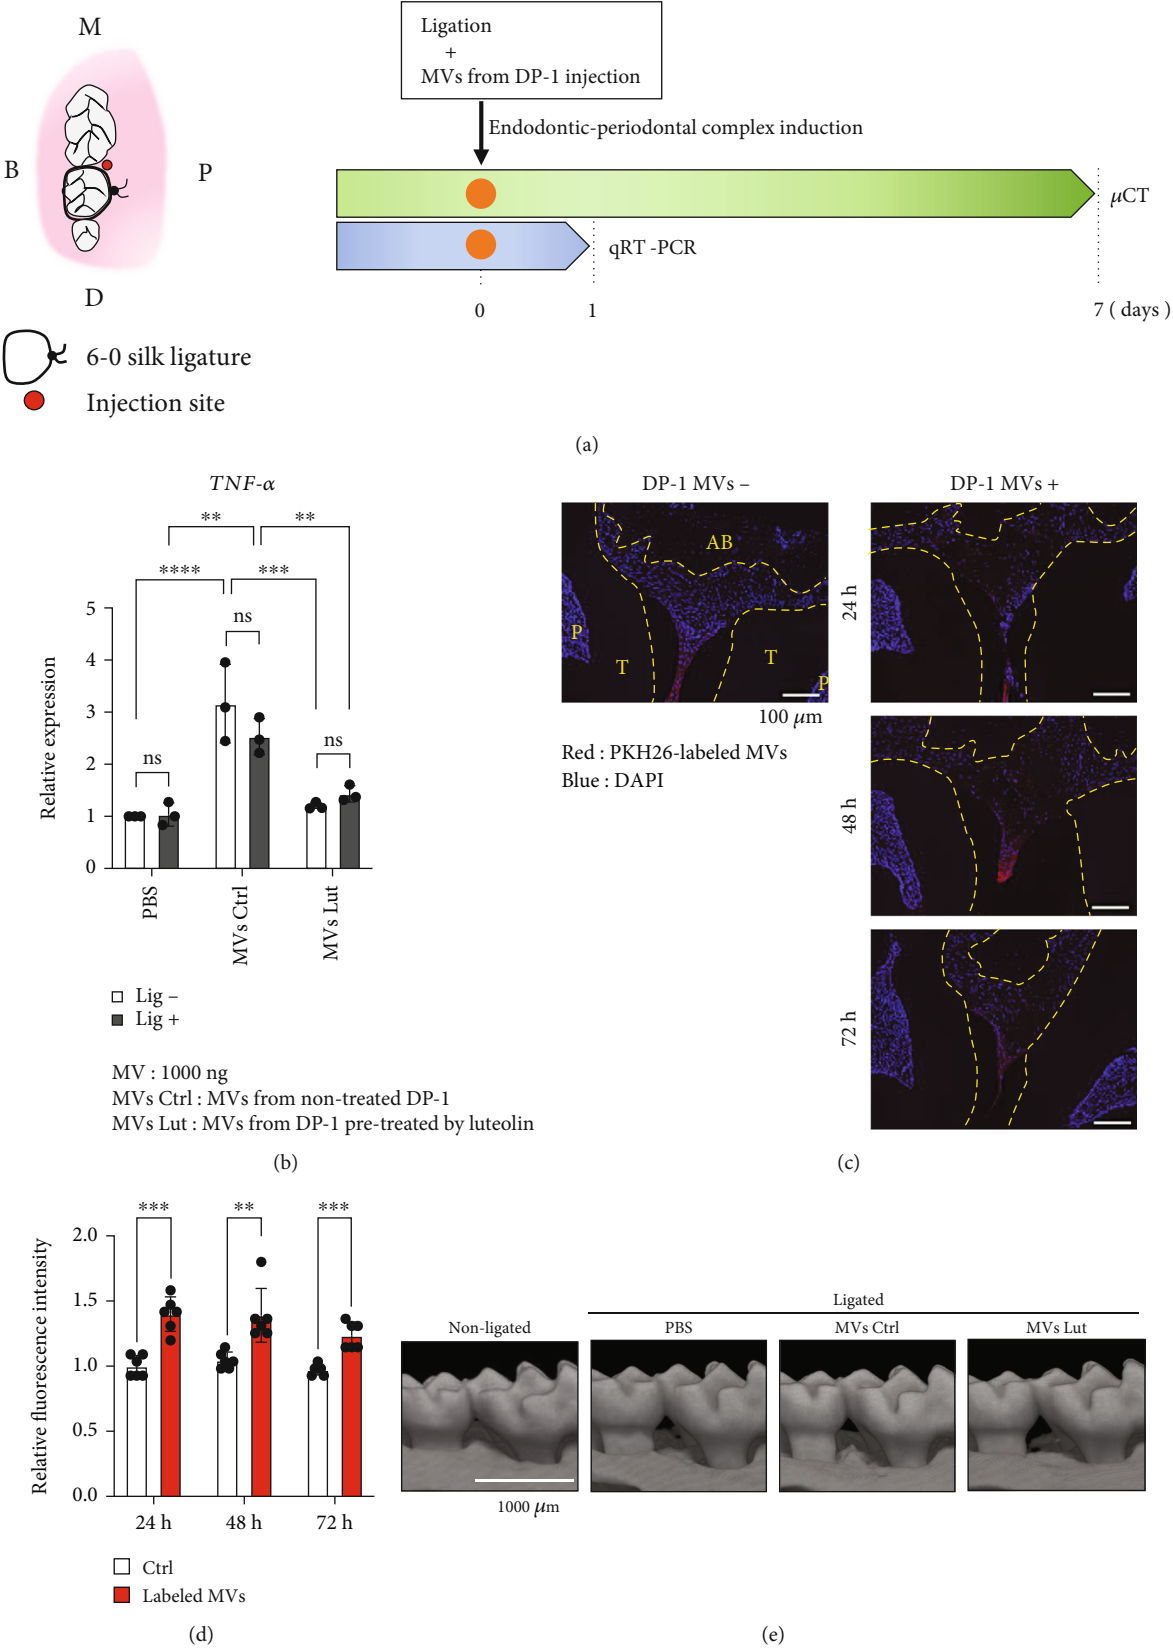 M
B
P
D
6-0 silk ligature
Injection site
Ligation
+
MVs from DP-1 injection
Endodontic-periodontal complex induction
μCT
qRT -PCR
0
1
7 ( days )
(a)
TNF-α
**
**
****
***
ns
ns
ns
Relative expression
5
4
3
2
1
0
PBS
MVs Ctrl
MVs Lut
Lig –
Lig +
MV : 1000 ng
MVs Ctrl : MVs from non-treated DP-1
MVs Lut : MVs from DP-1 pre-treated by luteolin
(b)
DP-1 MVs –
DP-1 MVs +
AB
P
T
T
P
100 μm
Red : PKH26-labeled MVs
Blue : DAPI
24 h
48 h
72 h
(c)
***
**
***
Relative fluorescence intensity
2.0
1.5
1.0
0.5
0.0
24 h
48 h
72 h
Ctrl
Labeled MVs
(d)
Ligated
Non-ligated
PBS
MVs Ctrl
MVs Lut
1000 μm
(e)